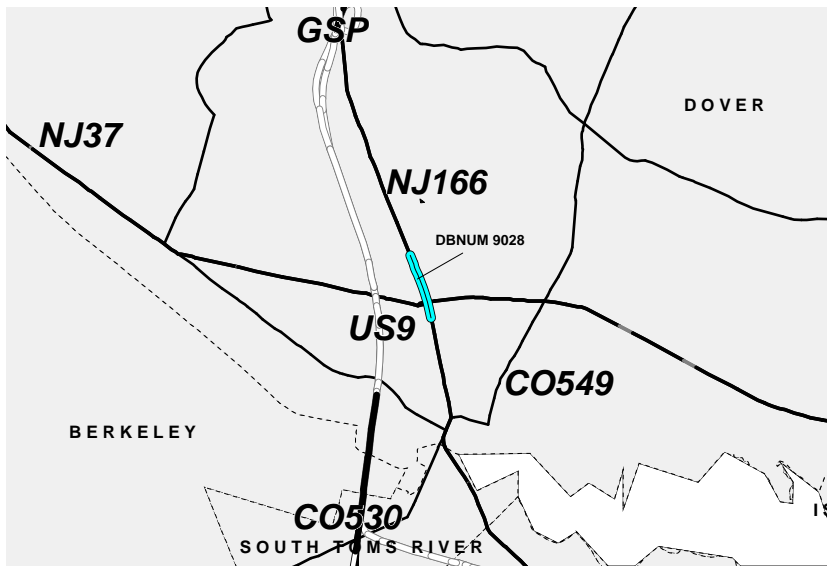 GSP
DOVER
NJ37
NJ166
DBNUM 9028
US9
CO549
BERKELEY
CO530
SOUTH TOMS RIVER